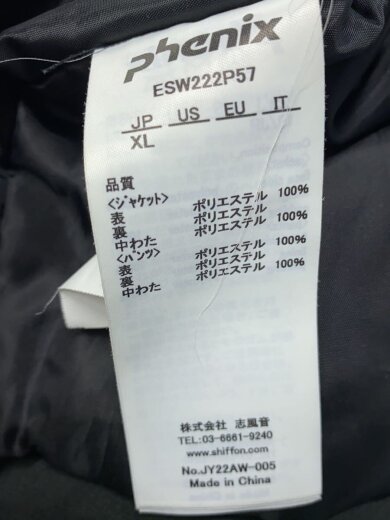 phenix
ESW222P57
JP US EU IT
XL
品質
<ジャケット>
表 ポリエステル 100%
裏 ポリエステル
中わた ポリエステル 100%
<パンツ>
表 ポリエステル 100%
裏 ポリエステル
中わた ポリエステル 100%
株式会社 志風音
TEL:03-6661-9240
www.shiffon.com
No.JY22AW-005
Made in China